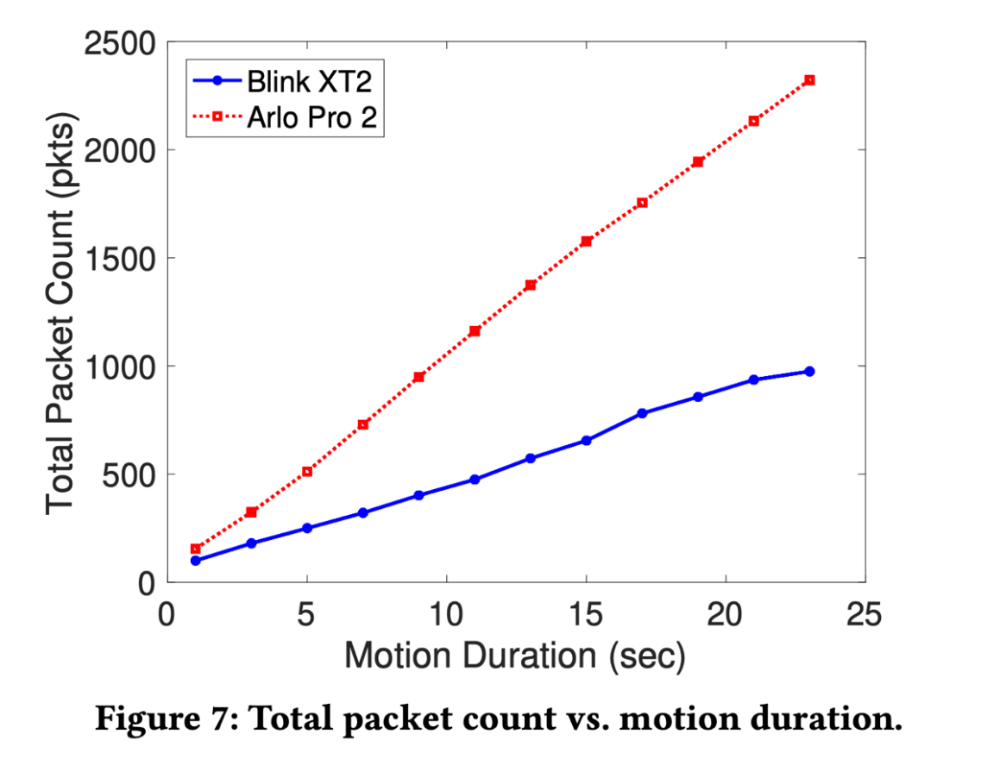 2500
2000
1500
1000
500
0
Total Packet Count (pkts)
Blink XT2
Arlo Pro 2
0 5 10 15 20 25
Motion Duration (sec)
Figure 7: Total packet count vs. motion duration.